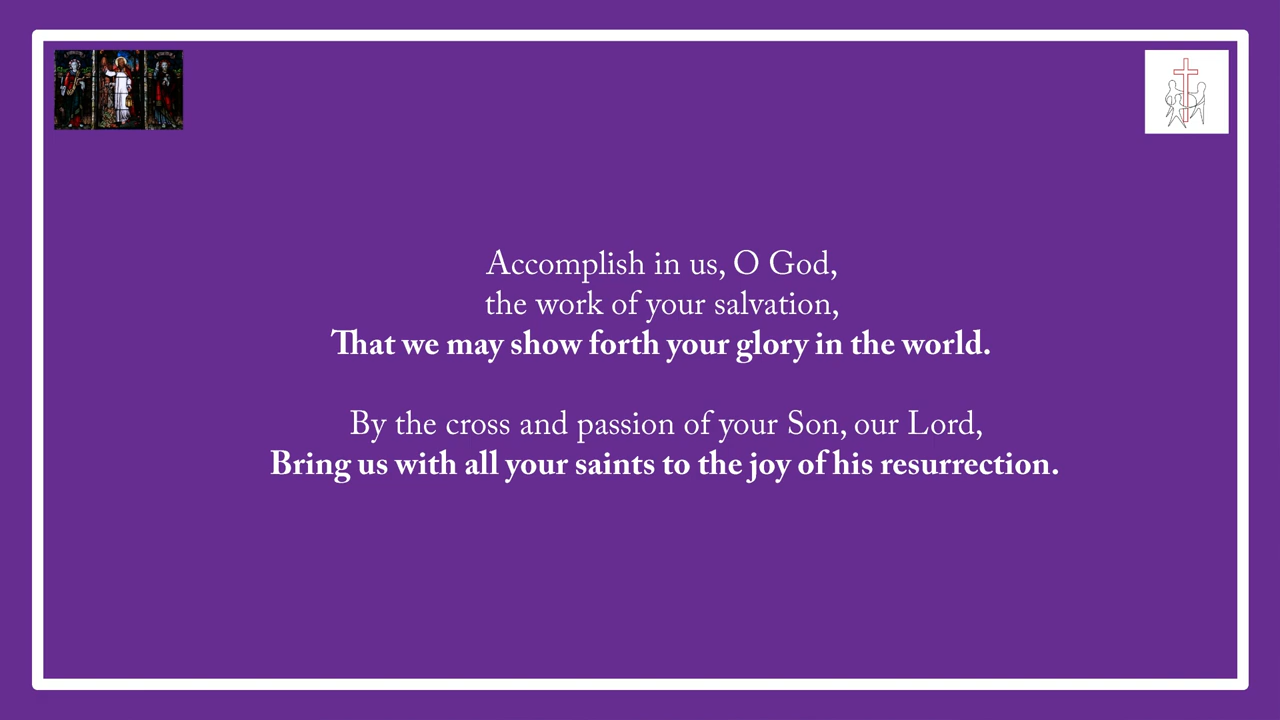 Accomplish in us, O God,
the work of your salvation,
That we may show forth your glory in the world.
By the cross and passion of your Son, our Lord,
Bring us with all your saints to the joy of his resurrection.